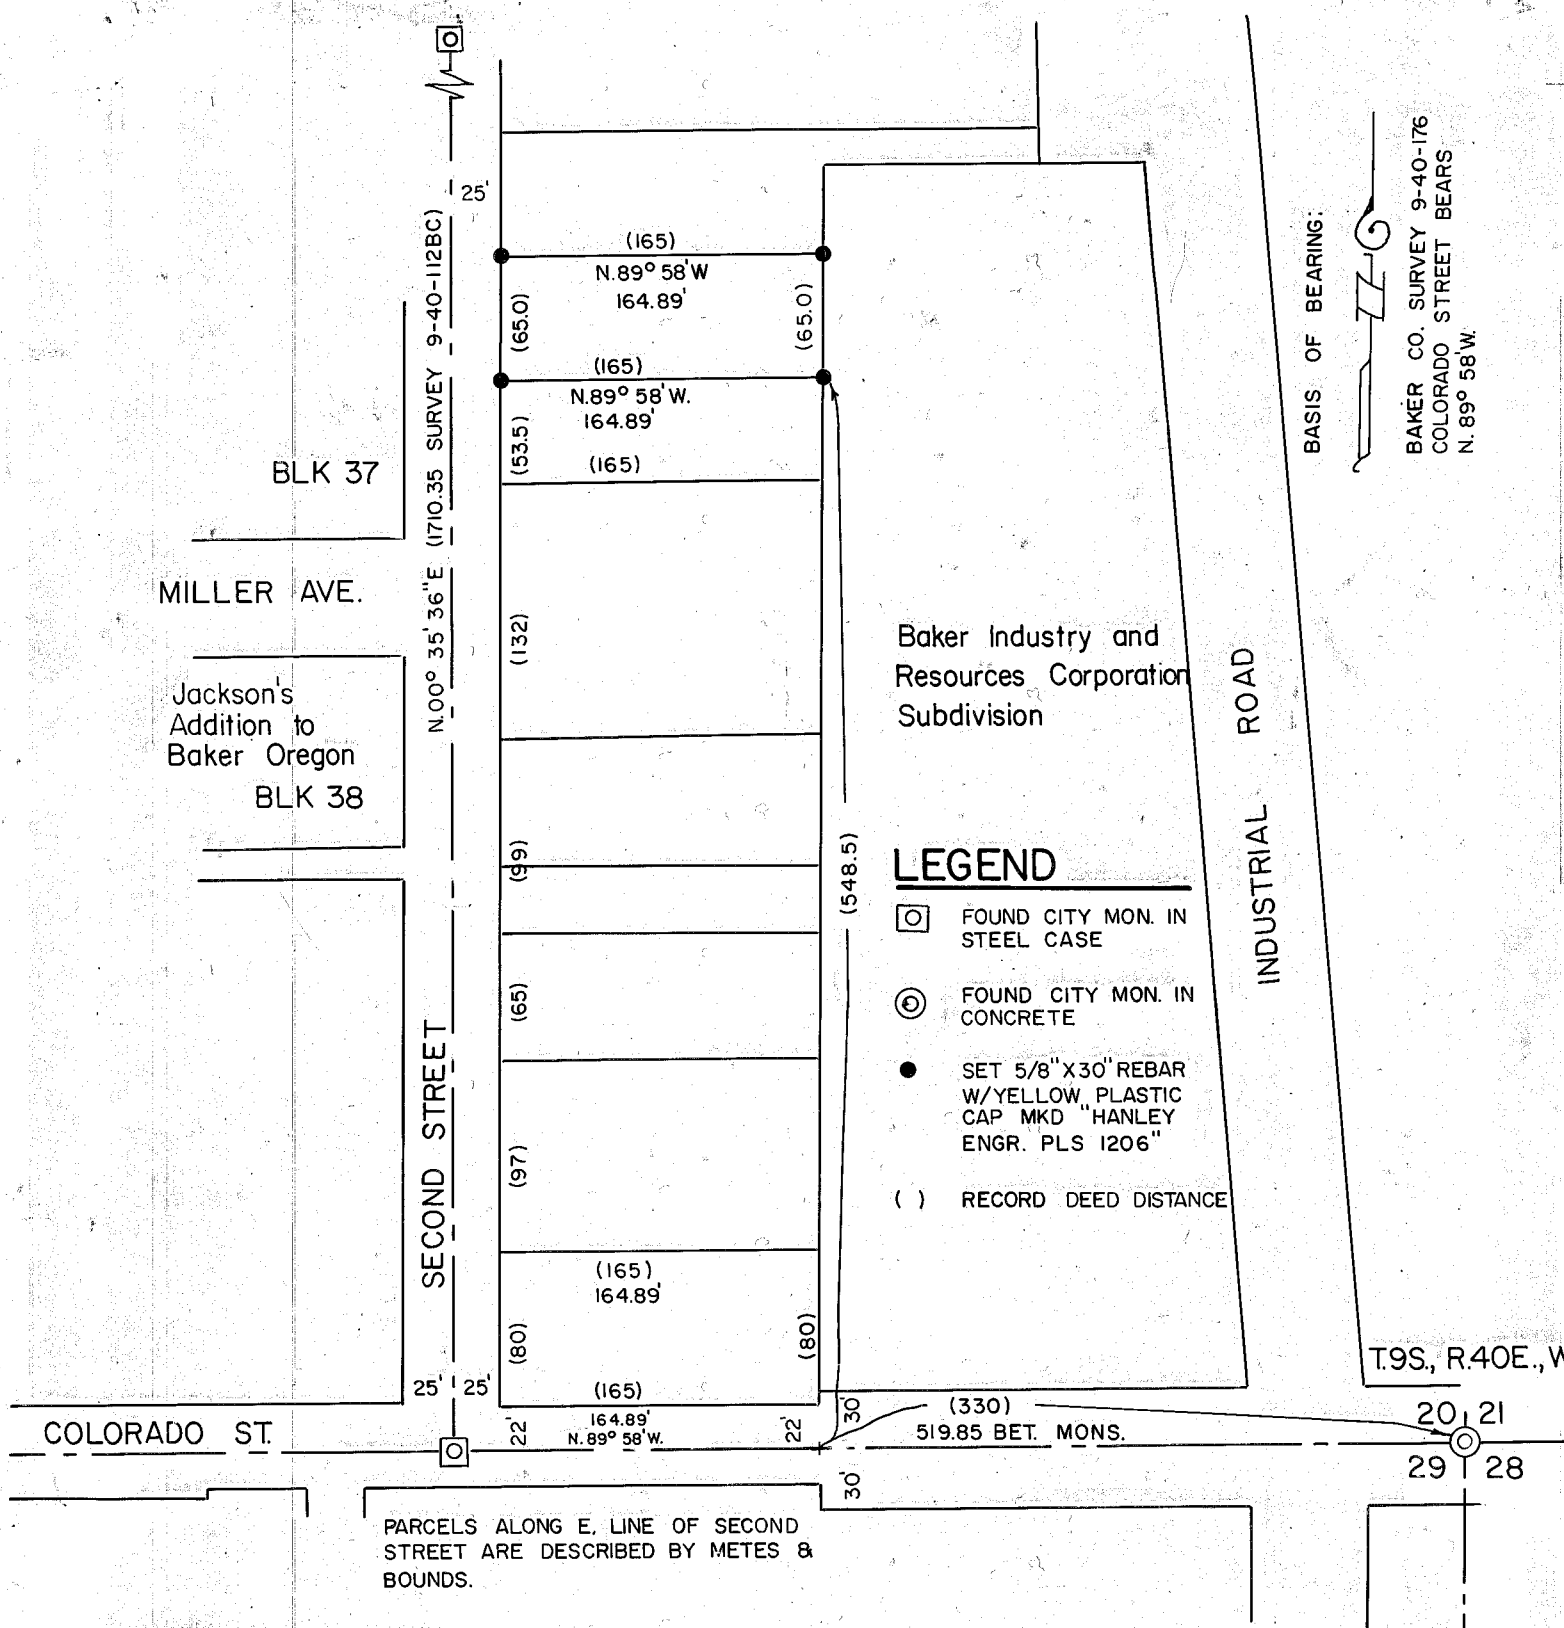 25'
(165)
N.89° 58'W
164.89'
(65.0)
(65.0)
(165)
N.89° 58'W.
164.89'
(53.5)
(165)
N.00° 35' 36"E (1710.35 SURVEY 9-40-112BC)
BLK 37
MILLER AVE.
(132)
Jackson's
Addition to
Baker Oregon
BLK 38
(99)
(65)
(97)
SECOND STREET
(548.5)
BASIS OF BEARING:
BAKER CO. SURVEY 9-40-176
COLORADO STREET BEARS
N. 89° 58'W.
Baker Industry and
Resources Corporation
Subdivision
INDUSTRIAL ROAD
LEGEND
FOUND CITY MON. IN
STEEL CASE
FOUND CITY MON. IN
CONCRETE
SET 5/8"X30" REBAR
W/YELLOW PLASTIC
CAP MKD "HANLEY
ENGR. PLS 1206"
( ) RECORD DEED DISTANCE
(165)
164.89'
(80)
(80)
25' 25'
(165)
164.89'
N.89° 58'W.
22'
22'
30'
30'
(330)
519.85 BET. MONS.
COLORADO ST.
T.9S., R.40E., W
20 21
29 28
PARCELS ALONG E. LINE OF SECOND
STREET ARE DESCRIBED BY METES &
BOUNDS.